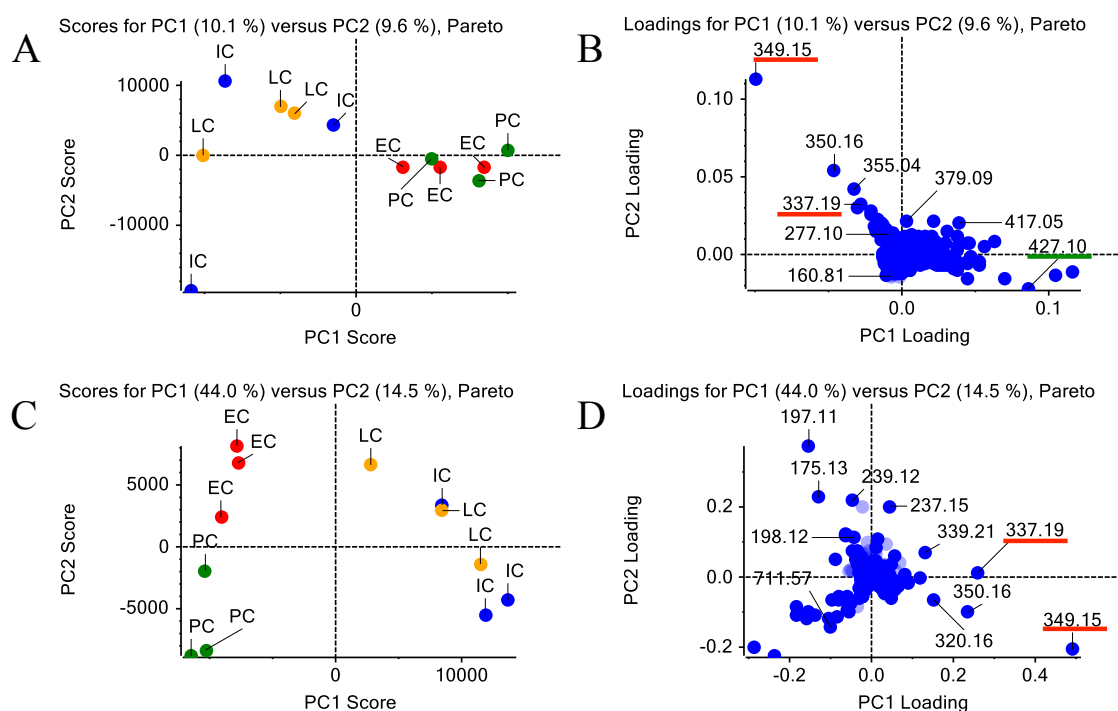 A
Scores for PC1 (10.1 %) versus PC2 (9.6 %), Pareto
IC
LC
LC
IC
LC
PC
EC
EC
PC
EC
PC
IC
10000
0
-10000
PC2 Score
0
PC1 Score
B
Loadings for PC1 (10.1 %) versus PC2 (9.6 %), Pareto
349.15
350.16
355.04
379.09
337.19
417.05
277.10
427.10
160.81
0.10
0.05
0.00
PC2 Loading
0.0
0.1
PC1 Loading
C
Scores for PC1 (44.0 %) versus PC2 (14.5 %), Pareto
EC
EC
LC
IC
EC
LC
LC
PC
IC
PC
PC
5000
0
-5000
PC2 Score
0
10000
PC1 Score
D
Loadings for PC1 (44.0 %) versus PC2 (14.5 %), Pareto
197.11
175.13
239.12
237.15
198.12
339.21
337.19
711.57
350.16
349.15
320.16
0.2
0.0
-0.2
PC2 Loading
-0.2
0.0
0.2
0.4
PC1 Loading